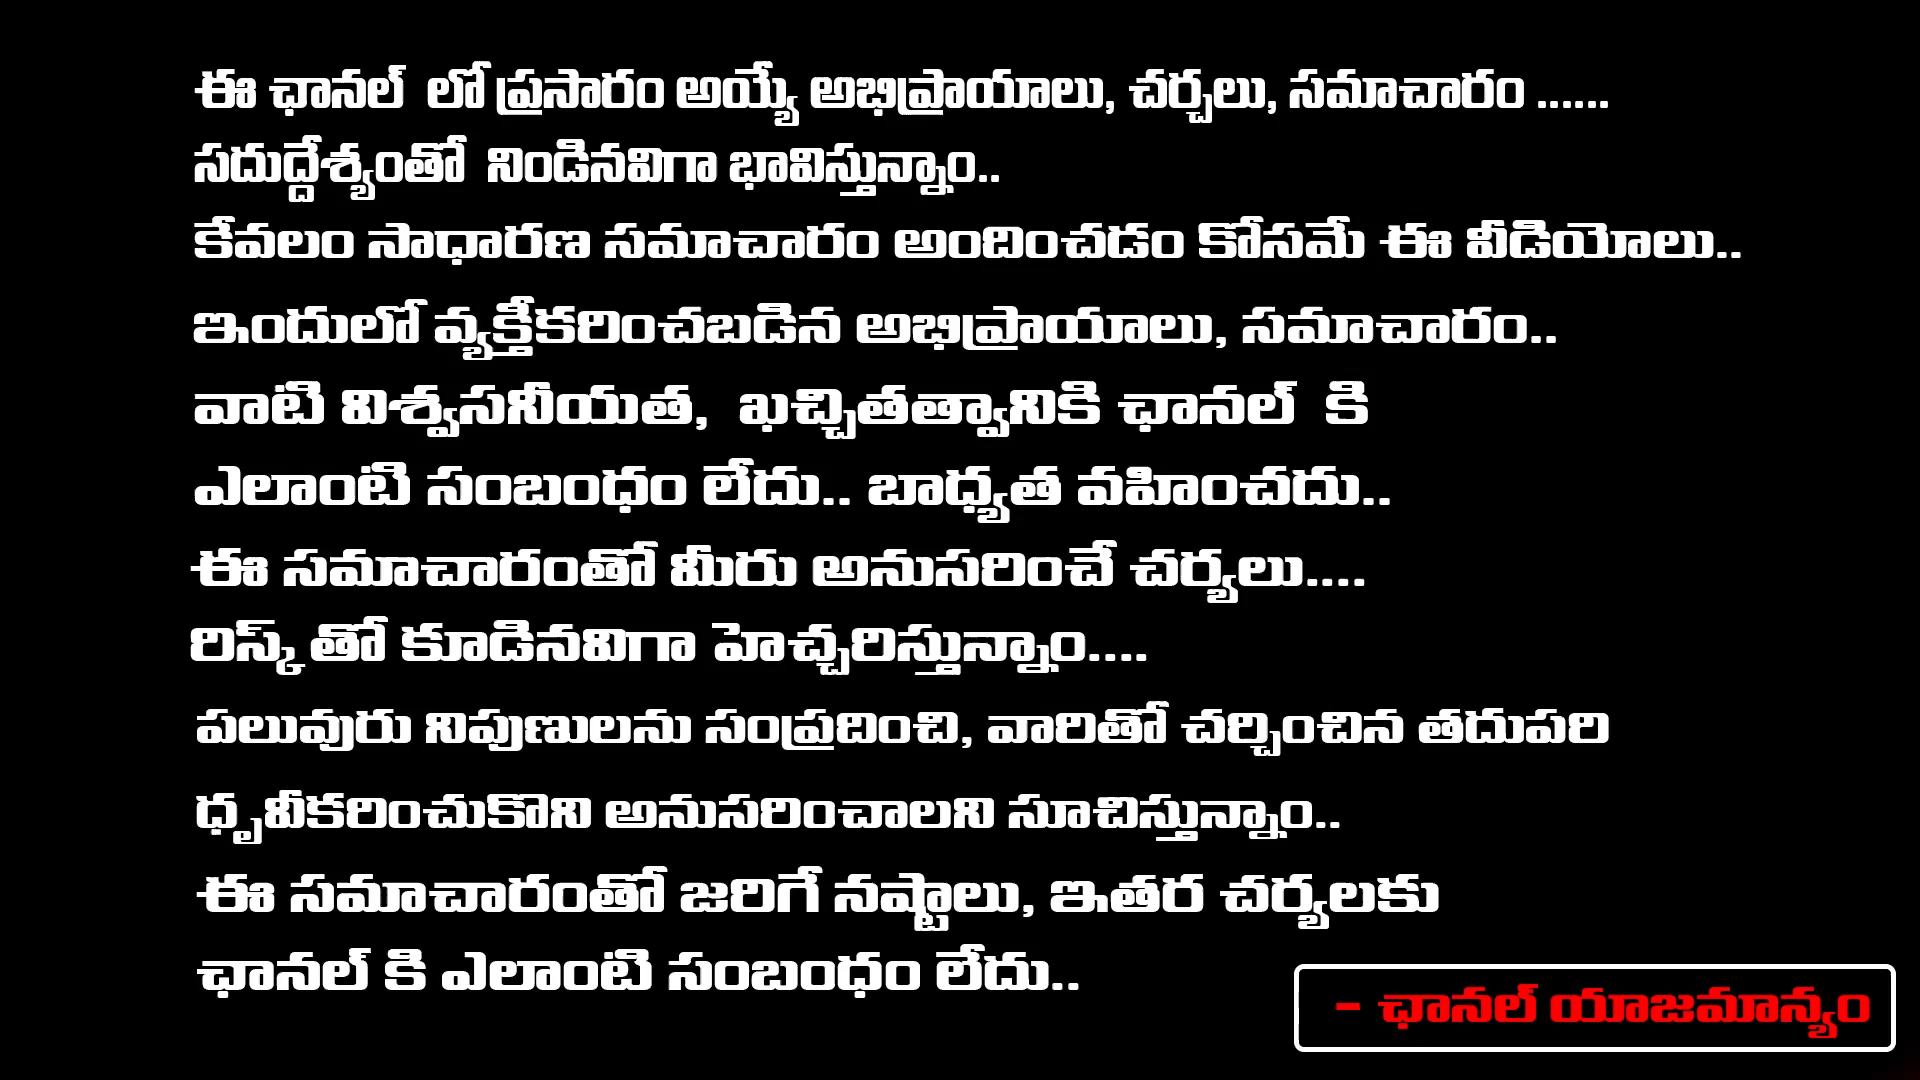 ఈ ఛానల్ లో ప్రసారం అయ్యే అభిప్రాయాలు, చర్చలు, సమాచారం ......
సదుద్దేశ్యంతో నిండినవిగా భావిస్తున్నాం..
కేవలం సాధారణ సమాచారం అందించడం కోసమే ఈ వీడియోలు..
ఇందులో వ్యక్తీకరించబడిన అభిప్రాయాలు, సమాచారం..
వాటి విశ్వసనీయత, ఖచ్చితత్వానికి ఛానల్ కి
ఎలాంటి సంబంధం లేదు.. బాధ్యత వహించదు..
ఈ సమాచారంతో మీరు అనుసరించే చర్యలు....
రిస్క్ తో కూడినవిగా హెచ్చరిస్తున్నాం....
పలువురు నిపుణులను సంప్రదించి, వారితో చర్చించిన తదుపరి
ధృవీకరించుకొని అనుసరించాలని సూచిస్తున్నాం..
ఈ సమాచారంతో జరిగే నష్టాలు, ఇతర చర్యలకు
ఛానల్ కి ఎలాంటి సంబంధం లేదు..
- ఛానల్ యాజమాన్యం